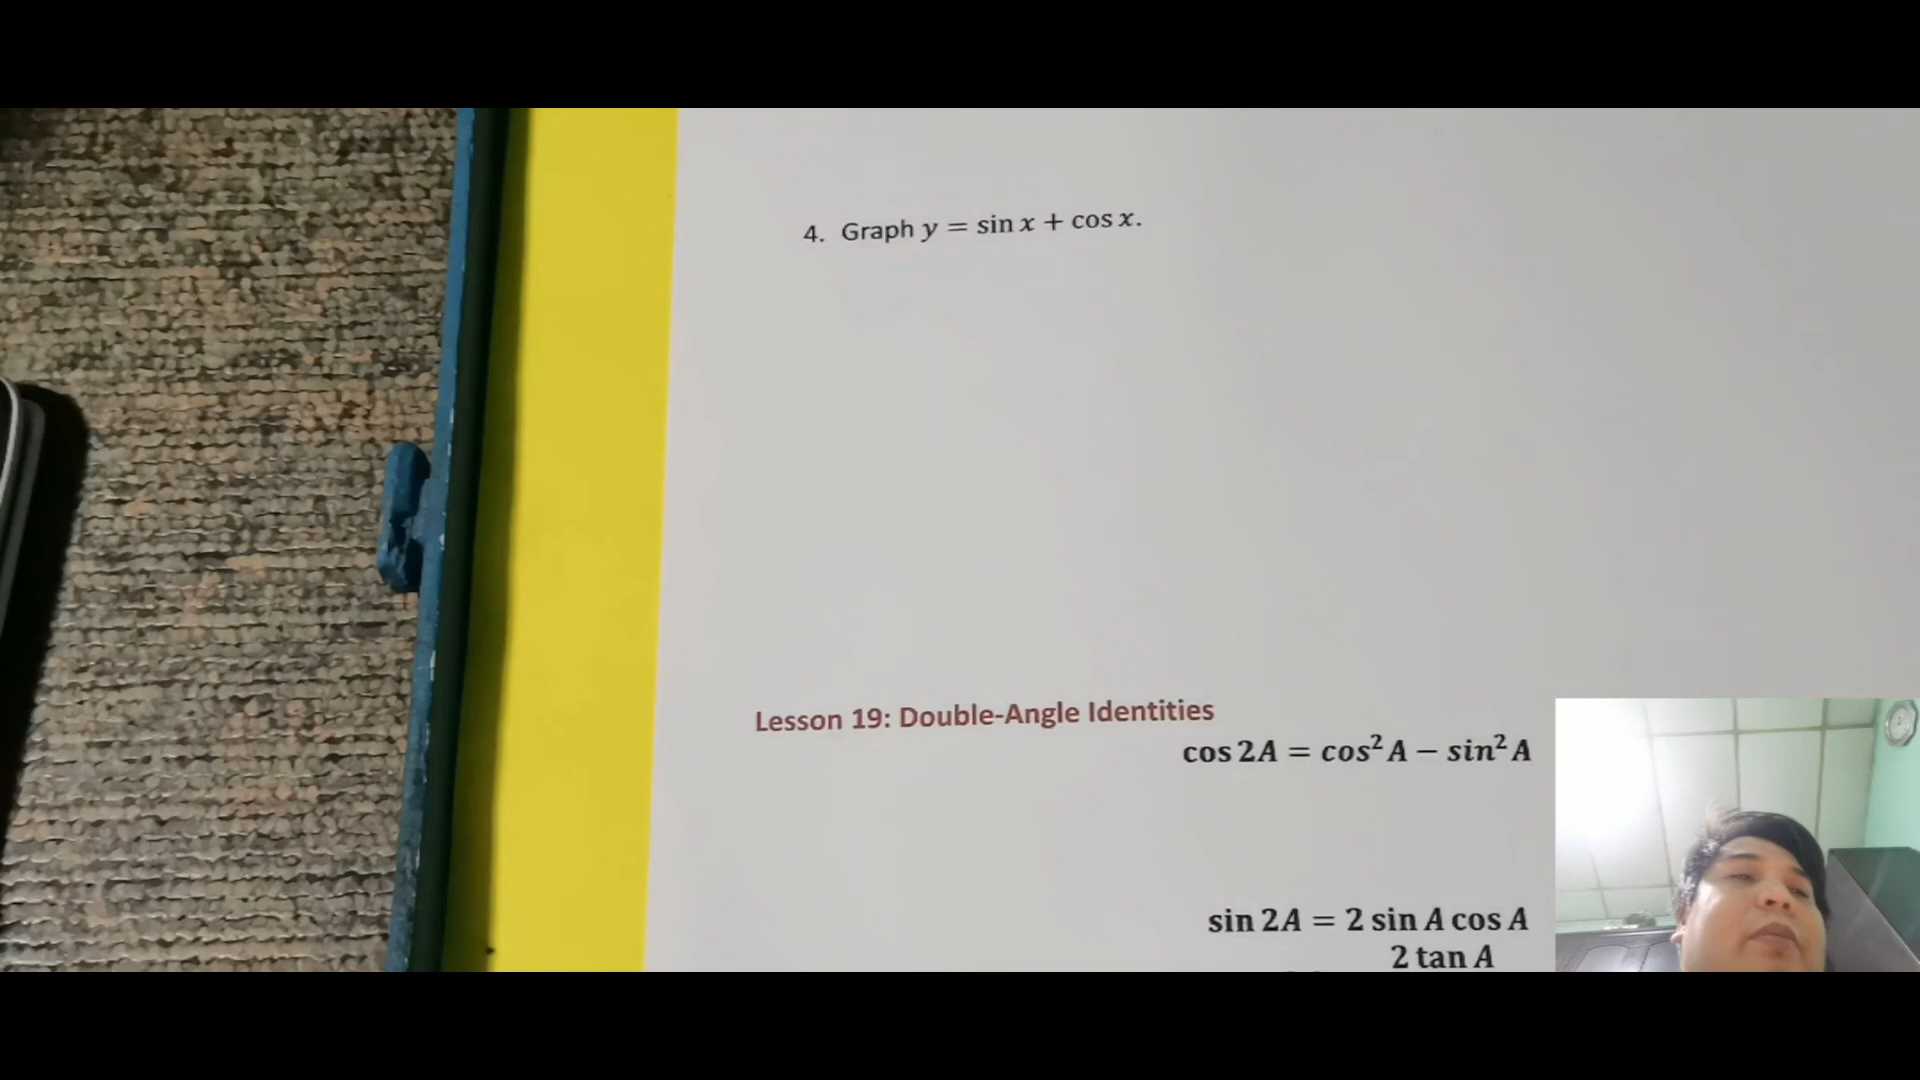 4. Graph y = sin x + cos x.
Lesson 19: Double-Angle Identities
cos 2A = cos² A − sin² A
sin 2A = 2 sin A cos A
2 tan A